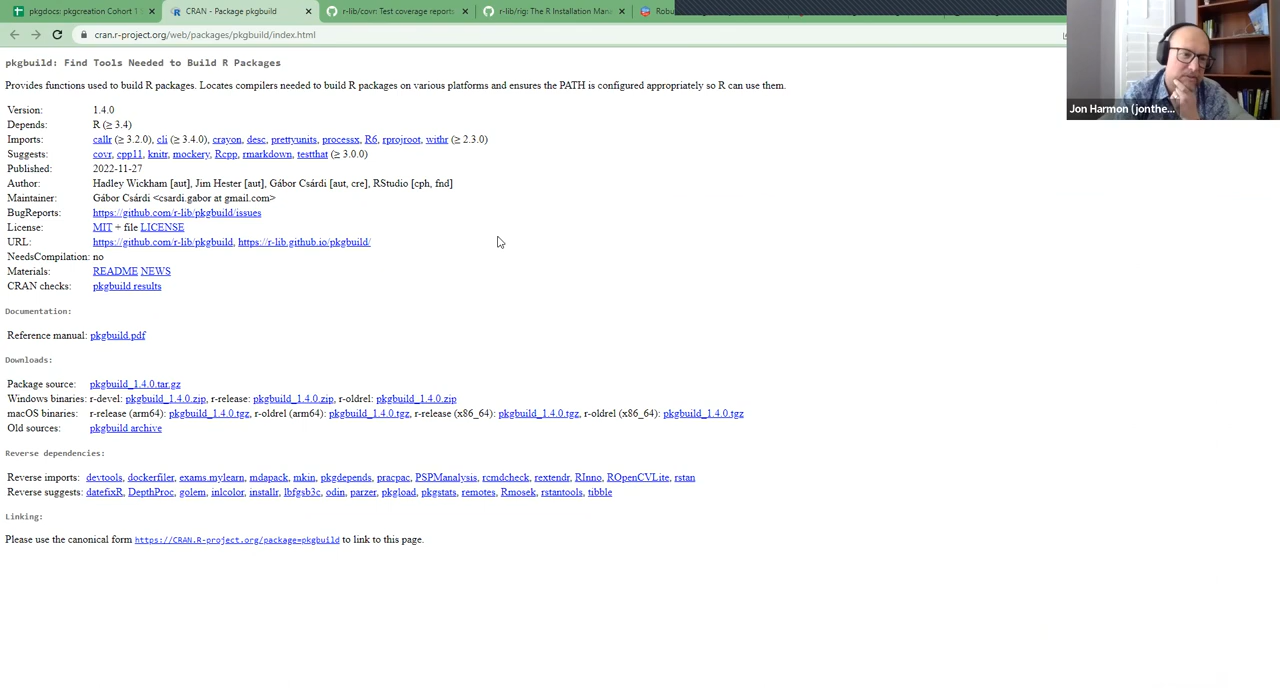 pkgdocs: pkgcreation Cohort 1
CRAN - Package pkgbuild
r-lib/covr: Test coverage reports
r-lib/rig: The R Installation Man
Robu
cran.r-project.org/web/packages/pkgbuild/index.html
Jon Harmon (jonthe...
pkgbuild: Find Tools Needed to Build R Packages
Provides functions used to build R packages. Locates compilers needed to build R packages on various platforms and ensures the PATH is configured appropriately so R can use them.
Version: 1.4.0
Depends: R (≥ 3.4)
Imports: callr (≥ 3.2.0), cli (≥ 3.4.0), crayon, desc, prettyunits, processx, R6, rprojroot, withr (≥ 2.3.0)
Suggests: covr, cpp11, knitr, mockery, Rcpp, rmarkdown, testthat (≥ 3.0.0)
Published: 2022-11-27
Author: Hadley Wickham [aut], Jim Hester [aut], Gábor Csárdi [aut, cre], RStudio [cph, fnd]
Maintainer: Gábor Csárdi <csardi.gabor at gmail.com>
BugReports: https://github.com/r-lib/pkgbuild/issues
License: MIT + file LICENSE
URL: https://github.com/r-lib/pkgbuild, https://r-lib.github.io/pkgbuild/
NeedsCompilation: no
Materials: README NEWS
CRAN checks: pkgbuild results
Documentation:
Reference manual: pkgbuild.pdf
Downloads:
Package source: pkgbuild_1.4.0.tar.gz
Windows binaries: r-devel: pkgbuild_1.4.0.zip, r-release: pkgbuild_1.4.0.zip, r-oldrel: pkgbuild_1.4.0.zip
macOS binaries: r-release (arm64): pkgbuild_1.4.0.tgz, r-oldrel (arm64): pkgbuild_1.4.0.tgz, r-release (x86_64): pkgbuild_1.4.0.tgz, r-oldrel (x86_64): pkgbuild_1.4.0.tgz
Old sources: pkgbuild archive
Reverse dependencies:
Reverse imports: devtools, dockerfiler, exams.mylearn, mdapack, mkin, pkgdepends, pracpac, PSPManalysis, rcmdcheck, rextendr, RInno, ROpenCVLite, rstan
Reverse suggests: datefixR, DepthProc, golem, inlcolor, installr, lbfgsb3c, odin, parzer, pkgload, pkgstats, remotes, Rmosek, rstantools, tibble
Linking:
Please use the canonical form https://CRAN.R-project.org/package=pkgbuild to link to this page.